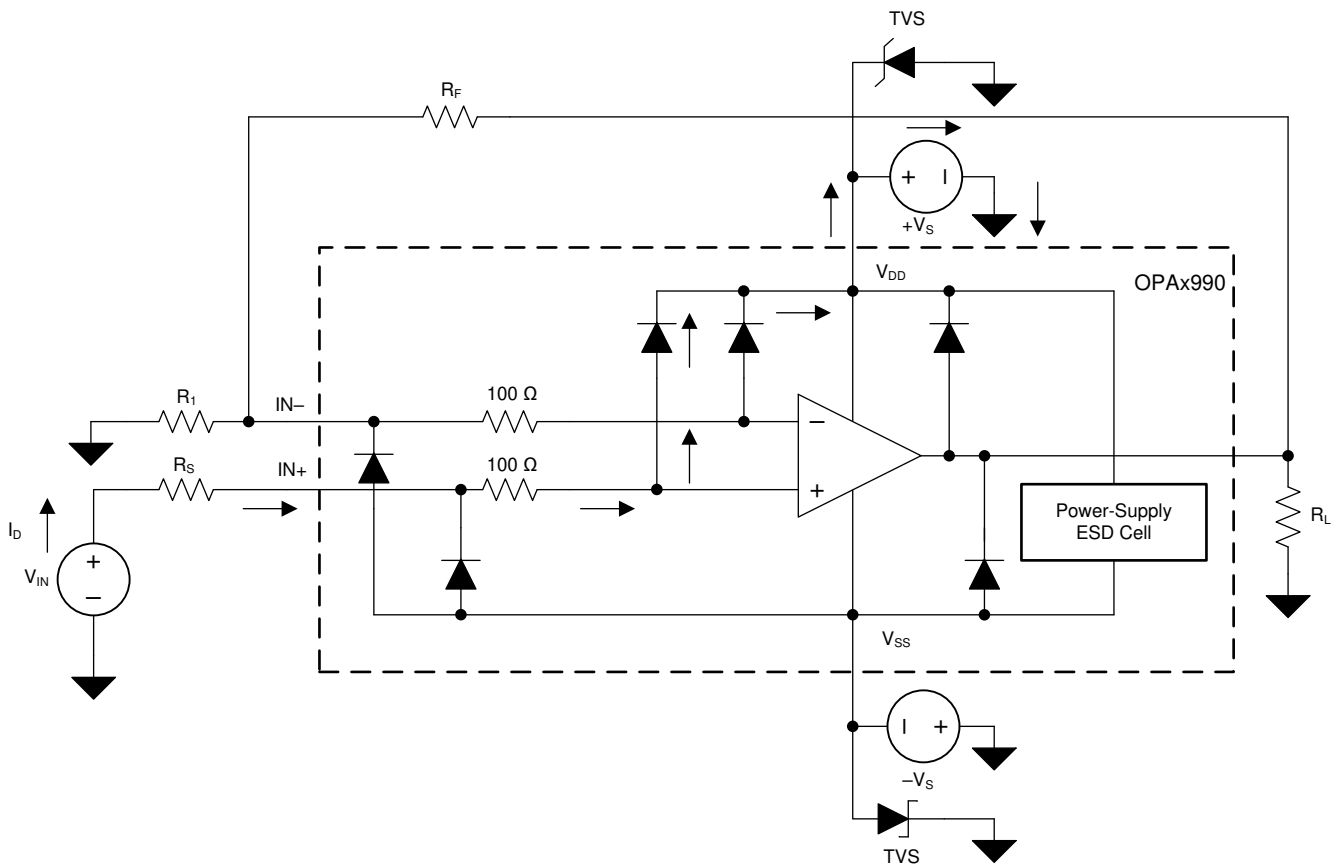 TVS
R_F
+ –
+V_S
V_DD
OPAx990
R_1
IN–
100 Ω
–
R_S
IN+
100 Ω
+
Power-Supply
ESD Cell
R_L
I_D
V_IN
+
–
V_SS
– +
–V_S
TVS